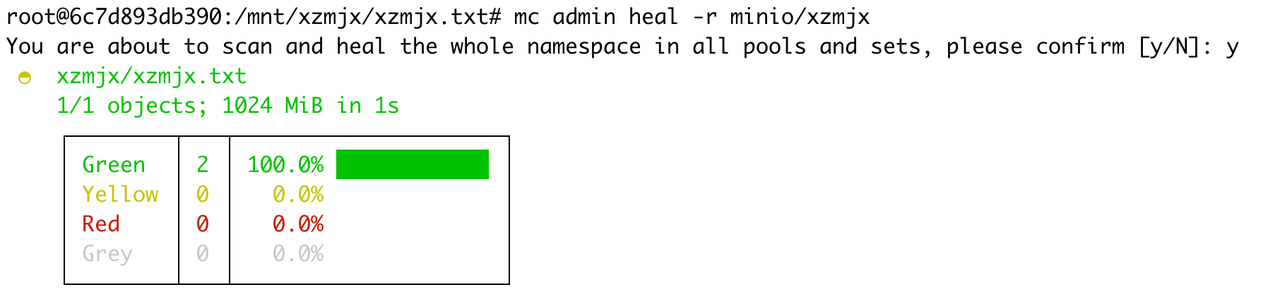 root@6c7d893db390:/mnt/xzmjx/xzmjx.txt# mc admin heal -r minio/xzmjx
You are about to scan and heal the whole namespace in all pools and sets, please confirm [y/N]: y
xzmjx/xzmjx.txt
1/1 objects; 1024 MiB in 1s
Green 2 100.0%
Yellow 0 0.0%
Red 0 0.0%
Grey 0 0.0%